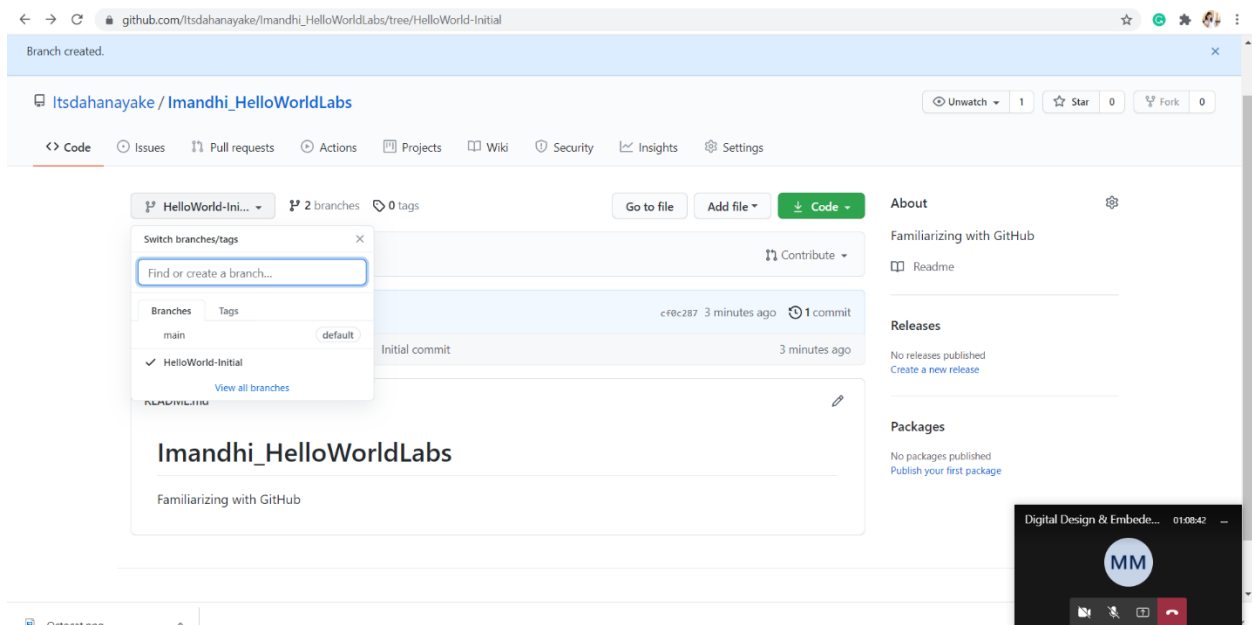 github.com/Itsdahanayake/Imandhi_HelloWorldLabs/tree/HelloWorld-Initial
Branch created.
Itsdahanayake / Imandhi_HelloWorldLabs
Unwatch 1 Star 0 Fork 0
Code Issues Pull requests Actions Projects Wiki Security Insights Settings
HelloWorld-Ini... 2 branches 0 tags Go to file Add file Code
Switch branches/tags
Find or create a branch...
Branches Tags
main default
HelloWorld-Initial
View all branches
Contribute
cf0c287 3 minutes ago 1 commit
Initial commit 3 minutes ago
README.md
Imandhi_HelloWorldLabs
Familiarizing with GitHub
About
Familiarizing with GitHub
Readme
Releases
No releases published
Create a new release
Packages
No packages published
Publish your first package
Digital Design & Embede... 01:08:42
MM